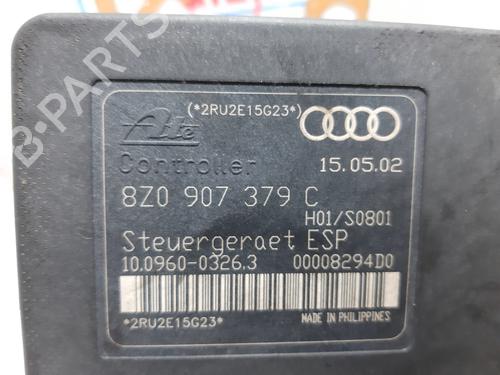 (*2RU2E15G23*)
Ate
Controller 15.05.02
8Z0 907 379 C
H01/S0801
Steuergeraet ESP
10.0960-0326.3 00008294D0
*2RU2E15G23*
MADE IN PHILIPPINES